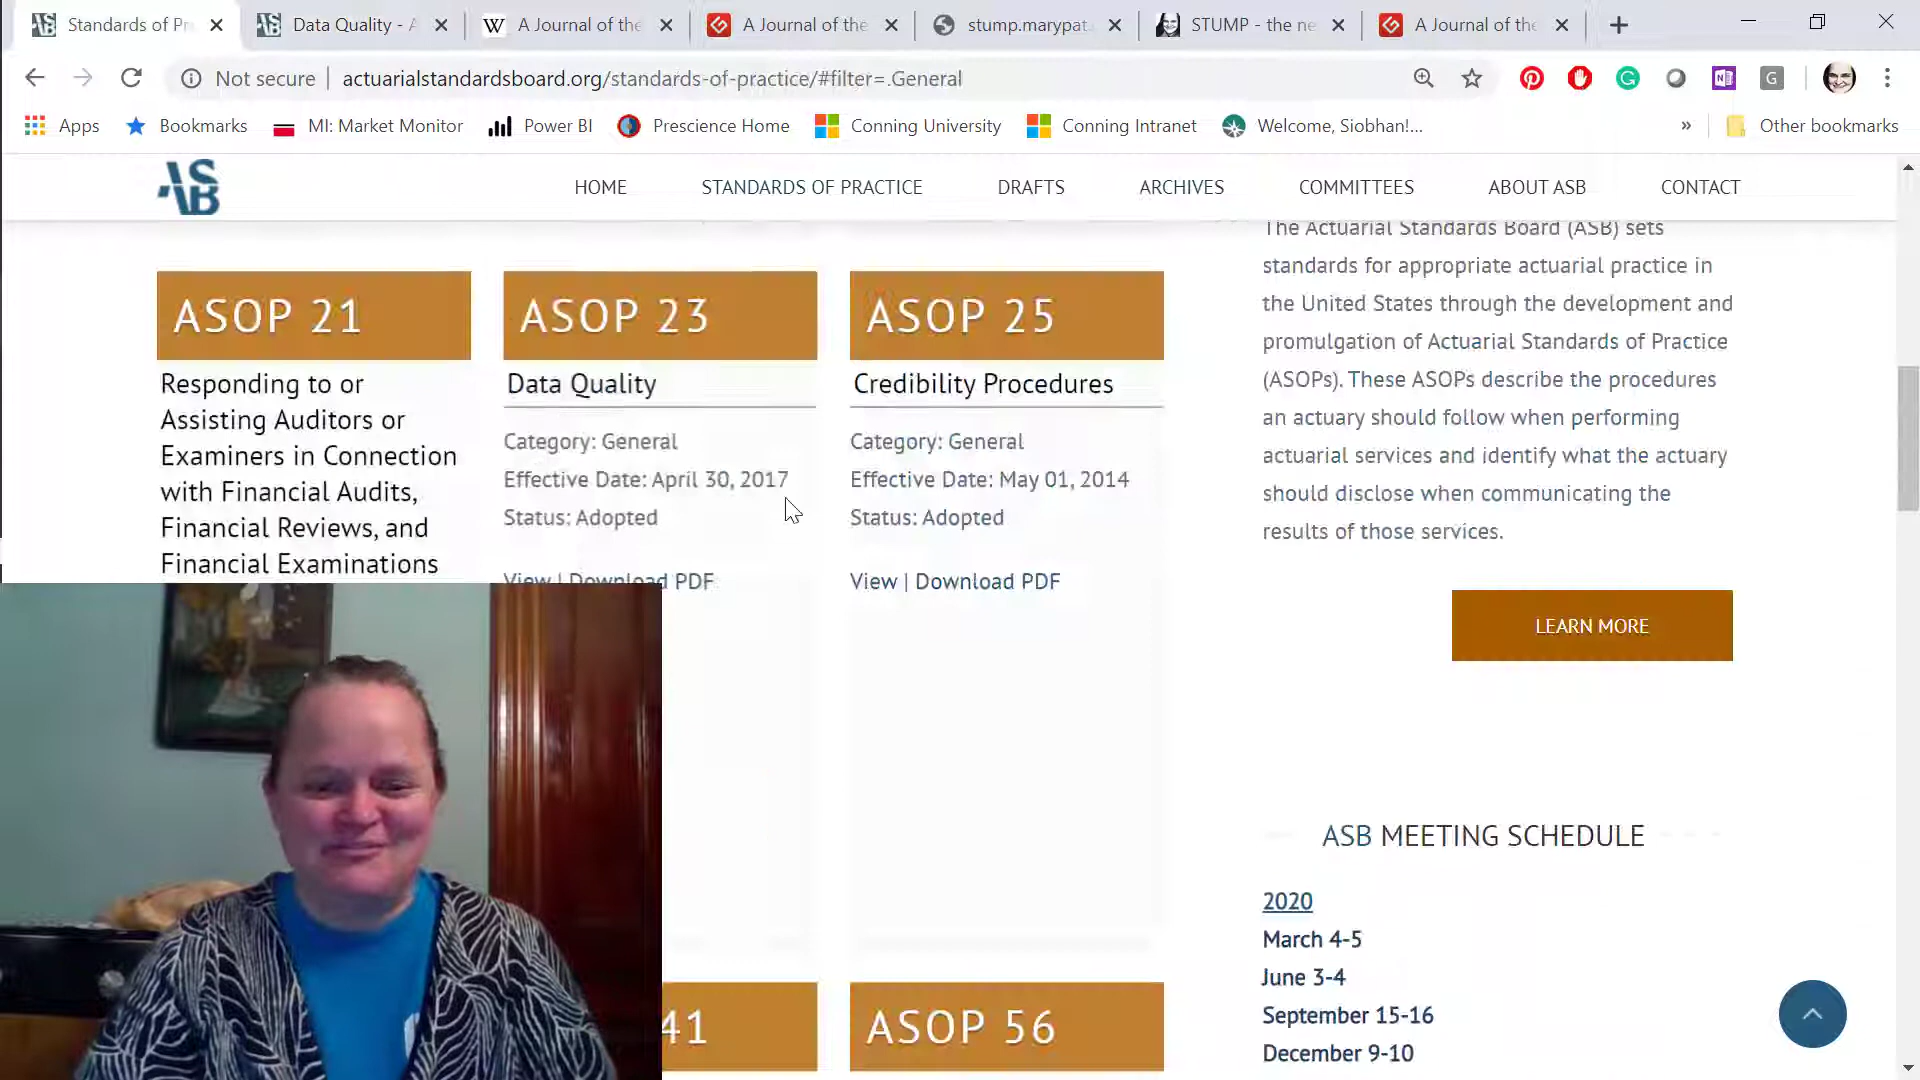 Standards of Pr
Data Quality - A
A Journal of the
A Journal of the
stump.marypat.
STUMP - the ne
A Journal of the
Not secure | actuarialstandardsboard.org/standards-of-practice/#filter=.General
Apps
Bookmarks
MI: Market Monitor
Power BI
Prescience Home
Conning University
Conning Intranet
Welcome, Siobhan!...
»
Other bookmarks
ASB
HOME
STANDARDS OF PRACTICE
DRAFTS
ARCHIVES
COMMITTEES
ABOUT ASB
CONTACT
ASOP 21
Responding to or
Assisting Auditors or
Examiners in Connection
with Financial Audits,
Financial Reviews, and
Financial Examinations
ASOP 23
Data Quality
Category: General
Effective Date: April 30, 2017
Status: Adopted
View | Download PDF
ASOP 25
Credibility Procedures
Category: General
Effective Date: May 01, 2014
Status: Adopted
View | Download PDF
41
ASOP 56
The Actuarial Standards Board (ASB) sets
standards for appropriate actuarial practice in
the United States through the development and
promulgation of Actuarial Standards of Practice
(ASOPs). These ASOPs describe the procedures
an actuary should follow when performing
actuarial services and identify what the actuary
should disclose when communicating the
results of those services.
LEARN MORE
ASB MEETING SCHEDULE
2020
March 4-5
June 3-4
September 15-16
December 9-10